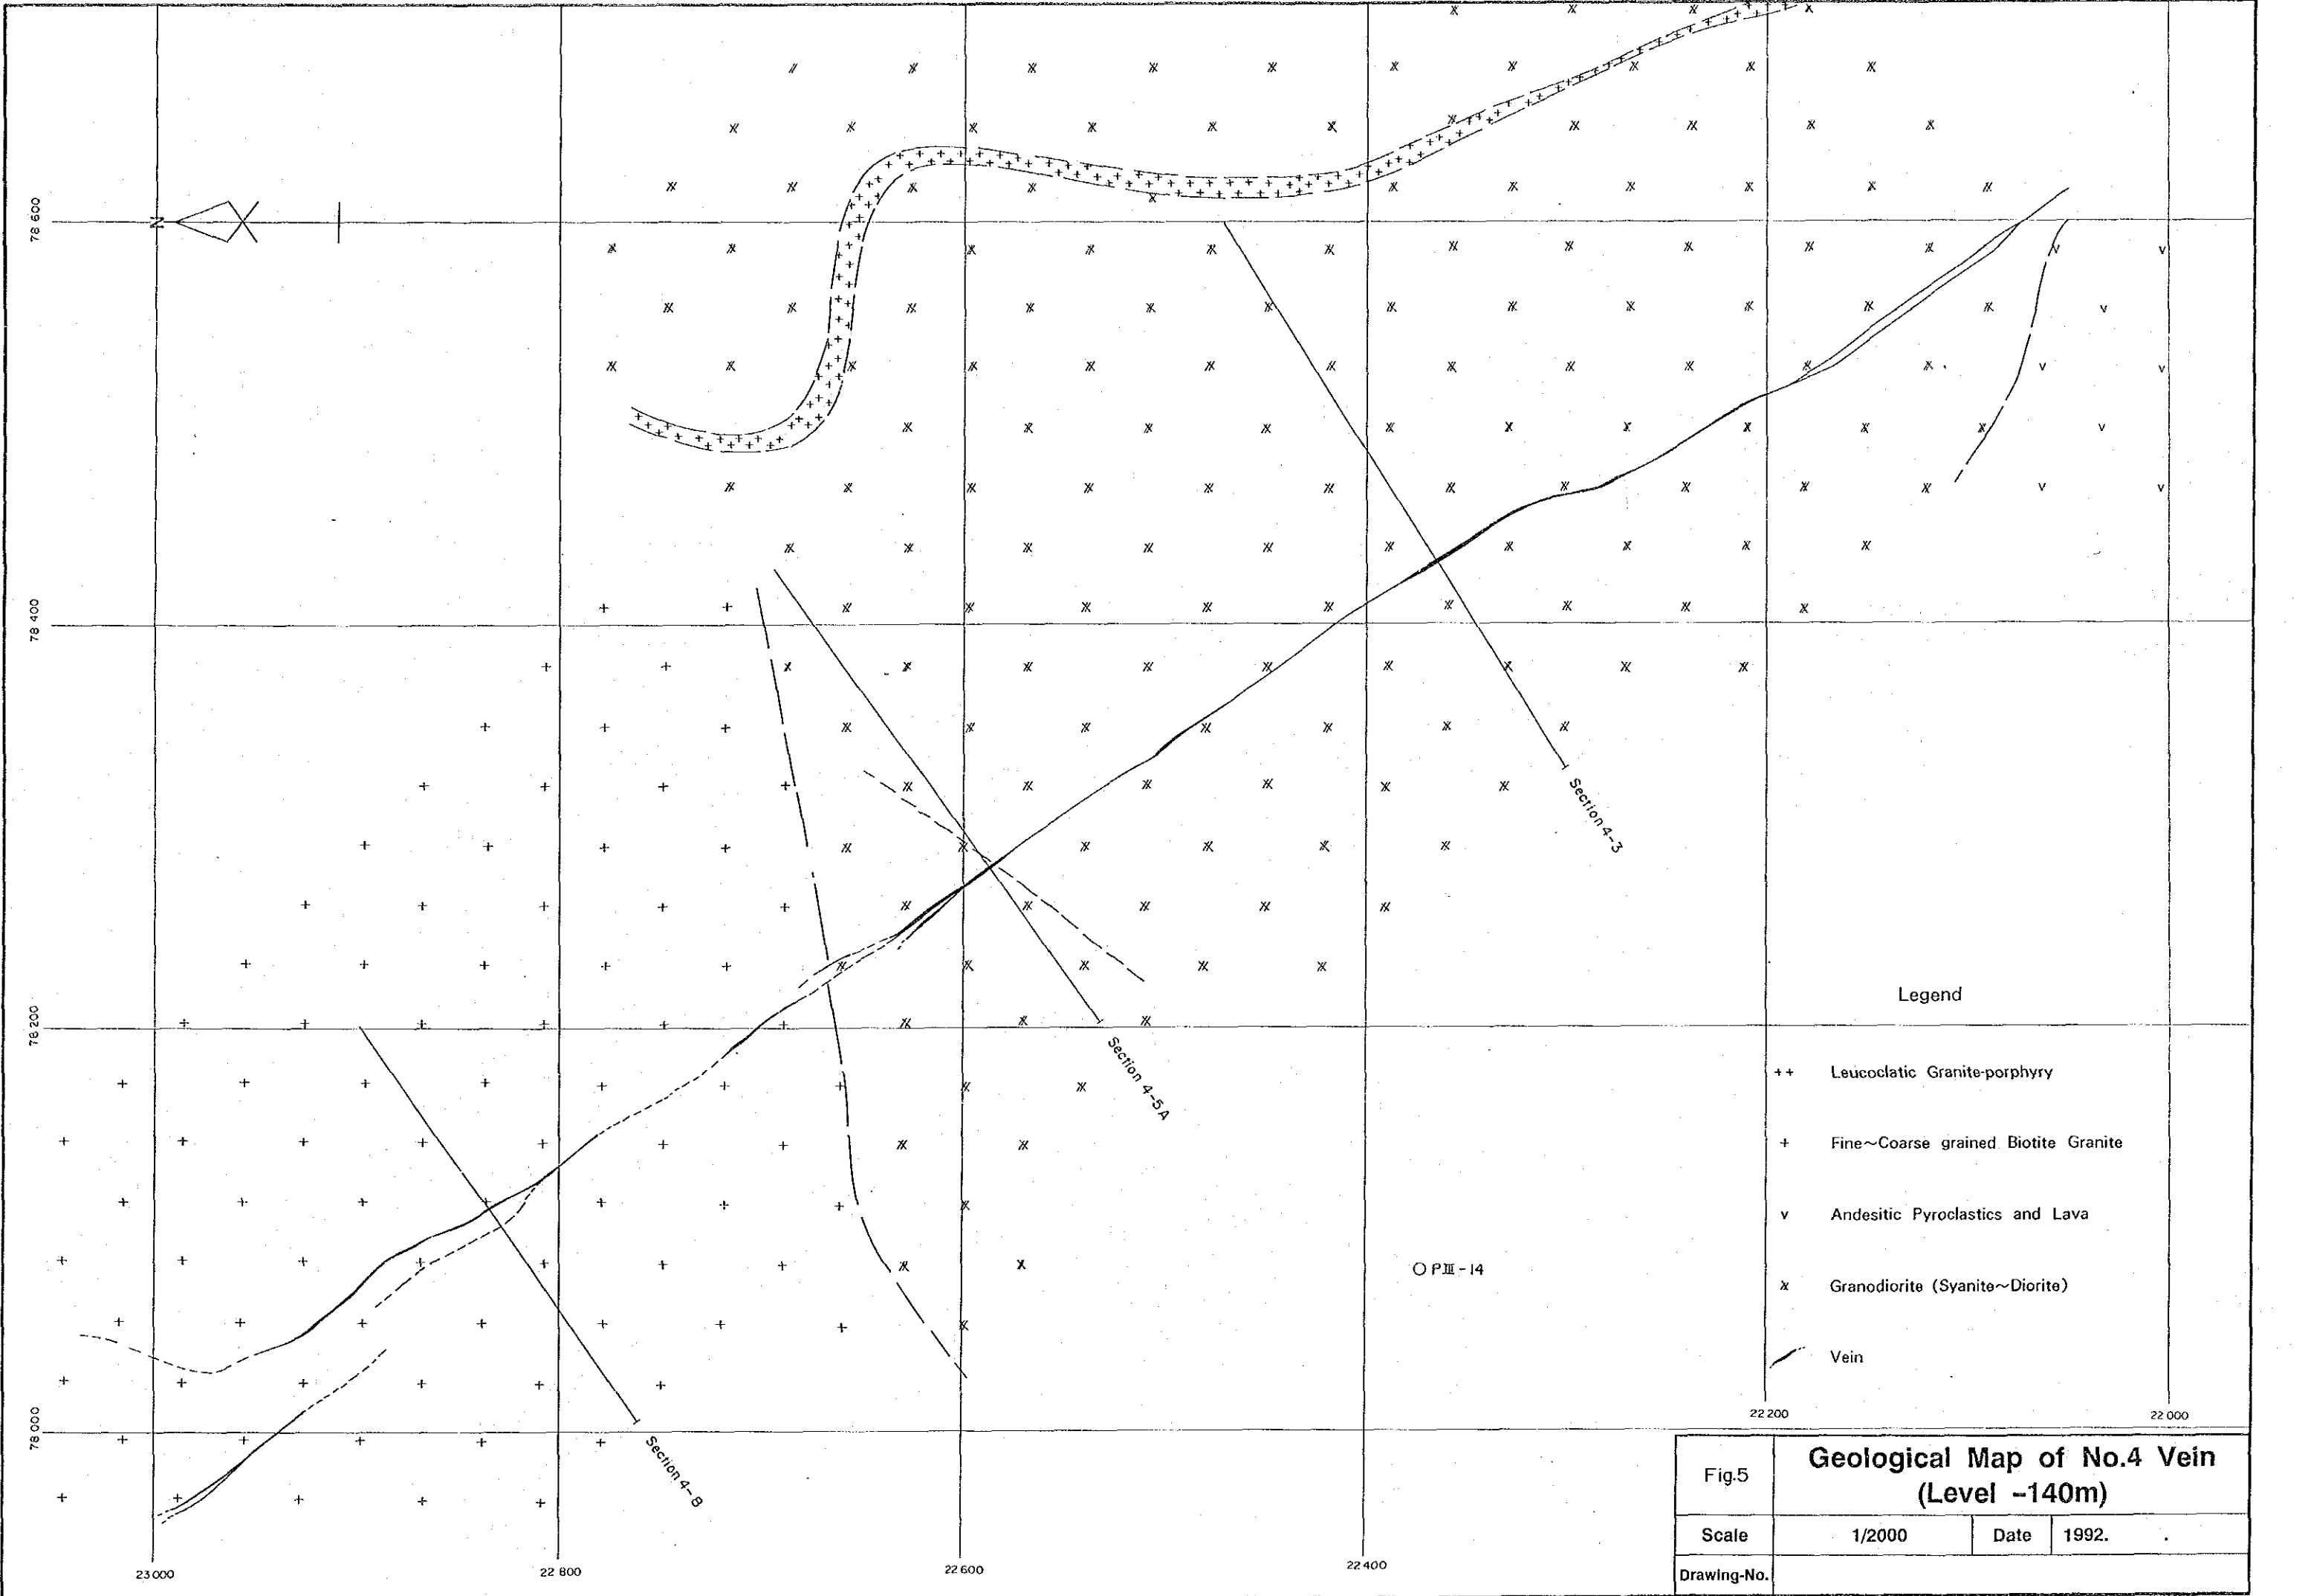 78 600
N
78 400
78 200
78 000
Section 4-3
Section 4-5A
Section 4-8
P III - 14
Legend
++ Leucoclatic Granite-porphyry
+ Fine~Coarse grained Biotite Granite
v Andesitic Pyroclastics and Lava
x Granodiorite (Syanite~Diorite)
Vein
23 000
22 800
22 600
22 400
22 200
22 000
Fig.5
Geological Map of No.4 Vein
(Level -140m)
Scale 1/2000 Date 1992. .
Drawing-No.